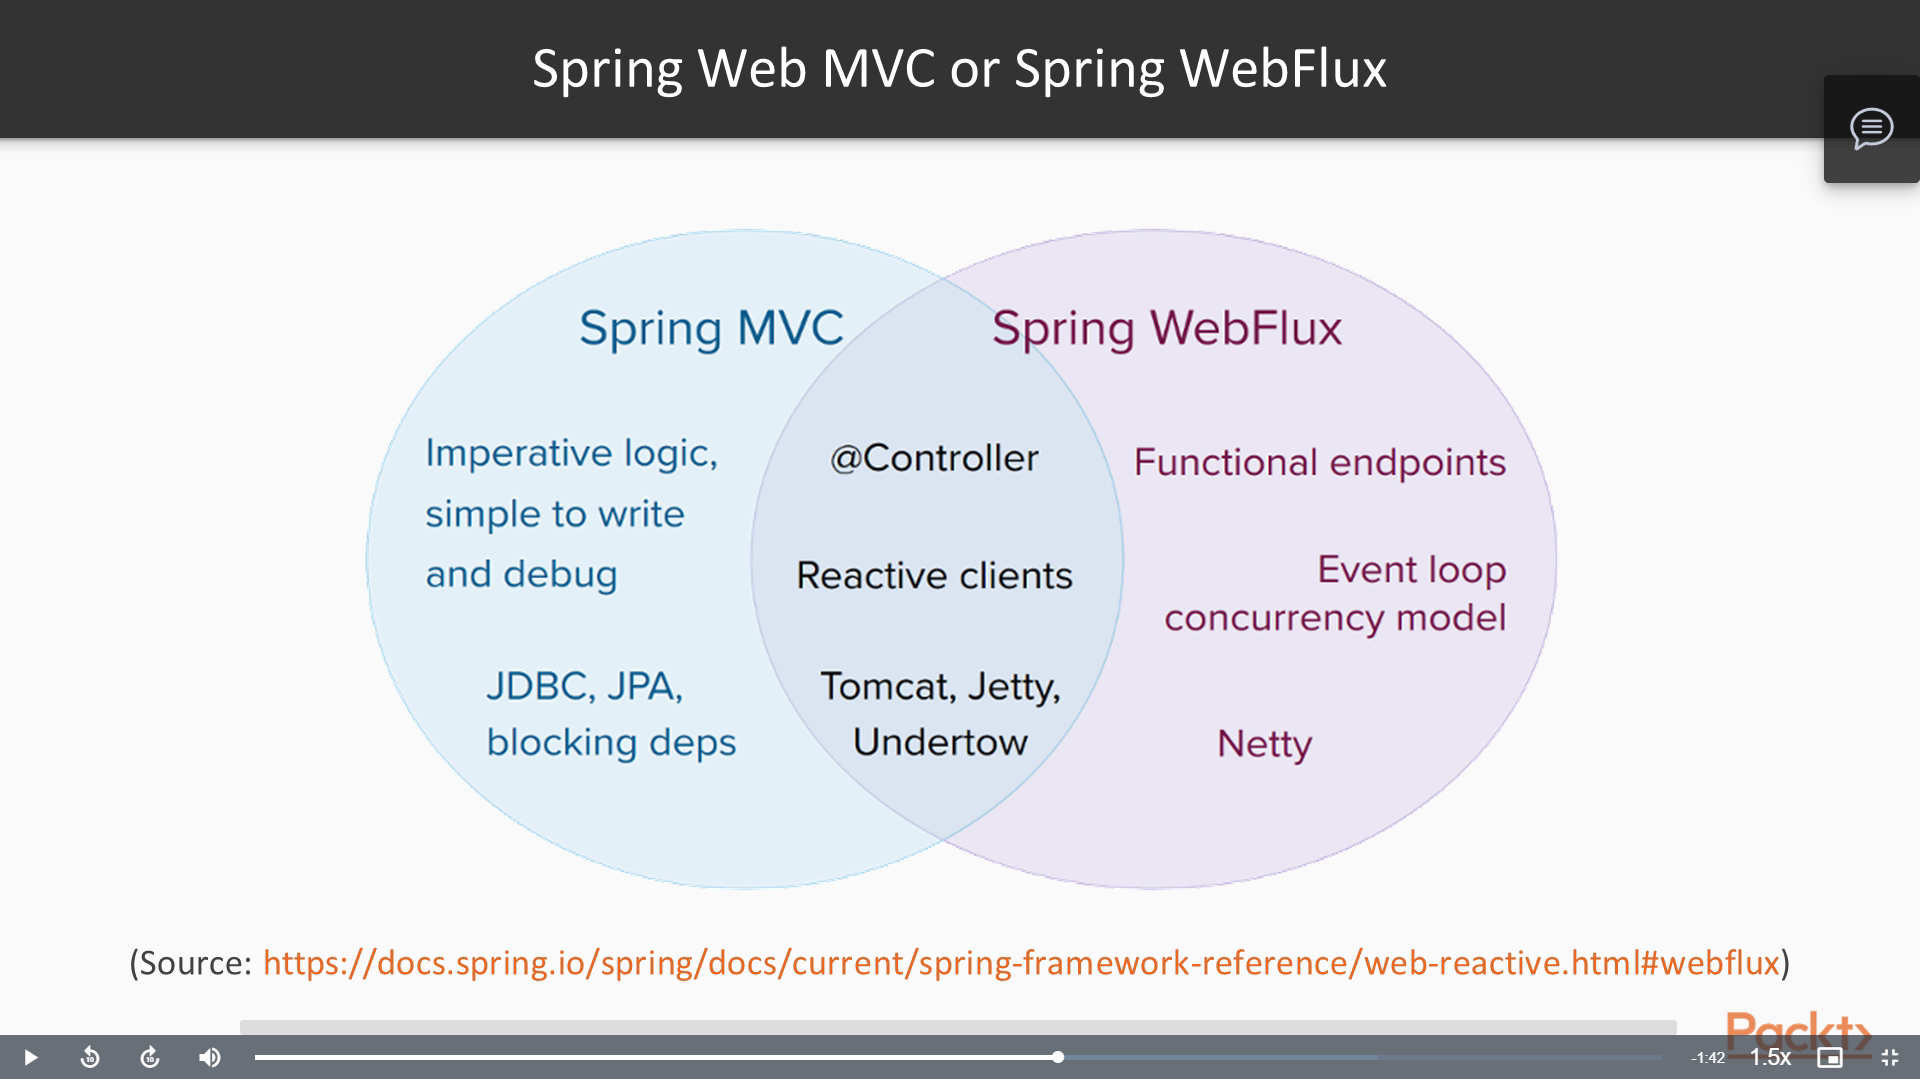 Spring Web MVC or Spring WebFlux
Spring MVC
Spring WebFlux
Imperative logic,
simple to write
and debug
@Controller
Functional endpoints
Reactive clients
Event loop
concurrency model
JDBC, JPA,
blocking deps
Tomcat, Jetty,
Undertow
Netty
(Source: https://docs.spring.io/spring/docs/current/spring-framework-reference/web-reactive.html#webflux)
Packt>
10
10
-1:42
1.5x